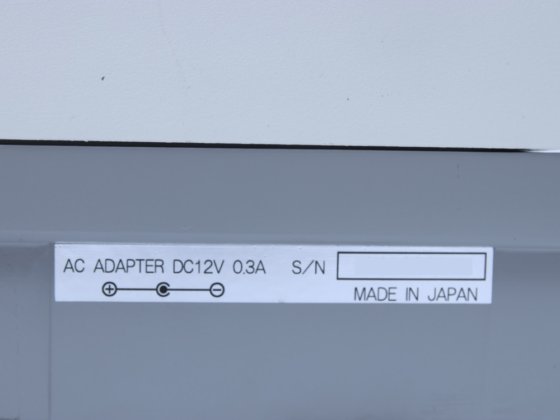 AC ADAPTER DC12V 0.3A S/N
MADE IN JAPAN